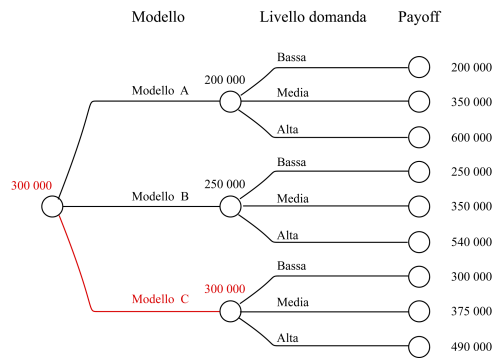 Modello Livello domanda Payoff
Bassa 200 000
200 000
Modello A Media 350 000
Alta 600 000
Bassa 250 000
300 000 250 000
Modello B Media 350 000
Alta 540 000
Bassa 300 000
300 000
Modello C Media 375 000
Alta 490 000